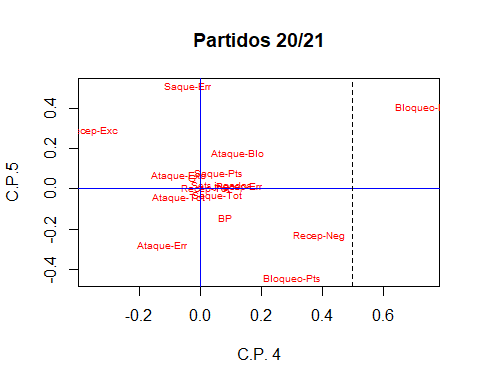 Partidos 20/21
Saque-Err
Bloqueo-
cep-Exc
Ataque-Blo
Saque-Pts
Ataque-Exc
Saque-Tot
Ataque-Tot
BP
Recep-Neg
Ataque-Err
Bloqueo-Pts
C.P.5
-0.4 -0.2 0.0 0.2 0.4
-0.2 0.0 0.2 0.4 0.6
C.P. 4